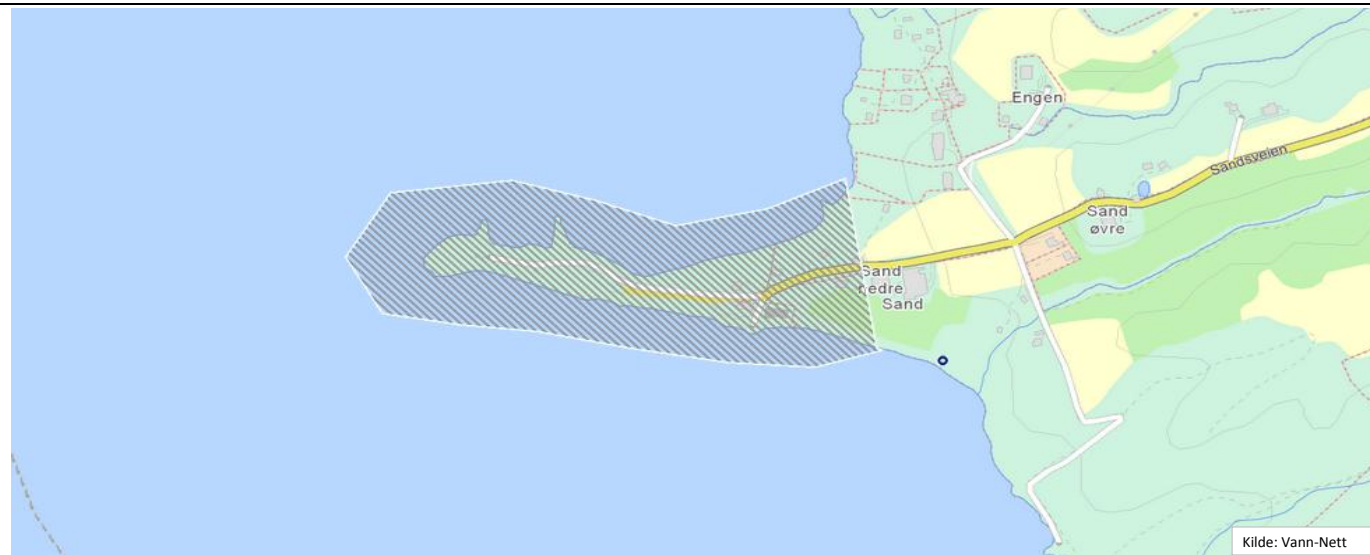 Engen
Sandsveien
Sand
øvre
Sand
nedre
Sand
Kilde: Vann-Nett